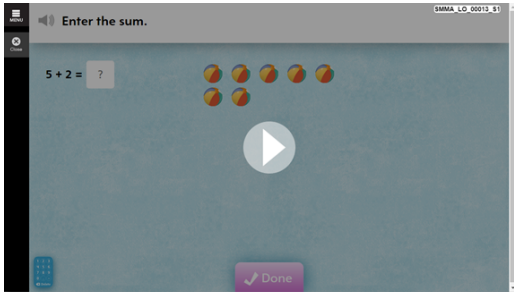 MENU
SMMA_LO_00013_S1
Enter the sum.
Close
5 + 2 = ?
Done